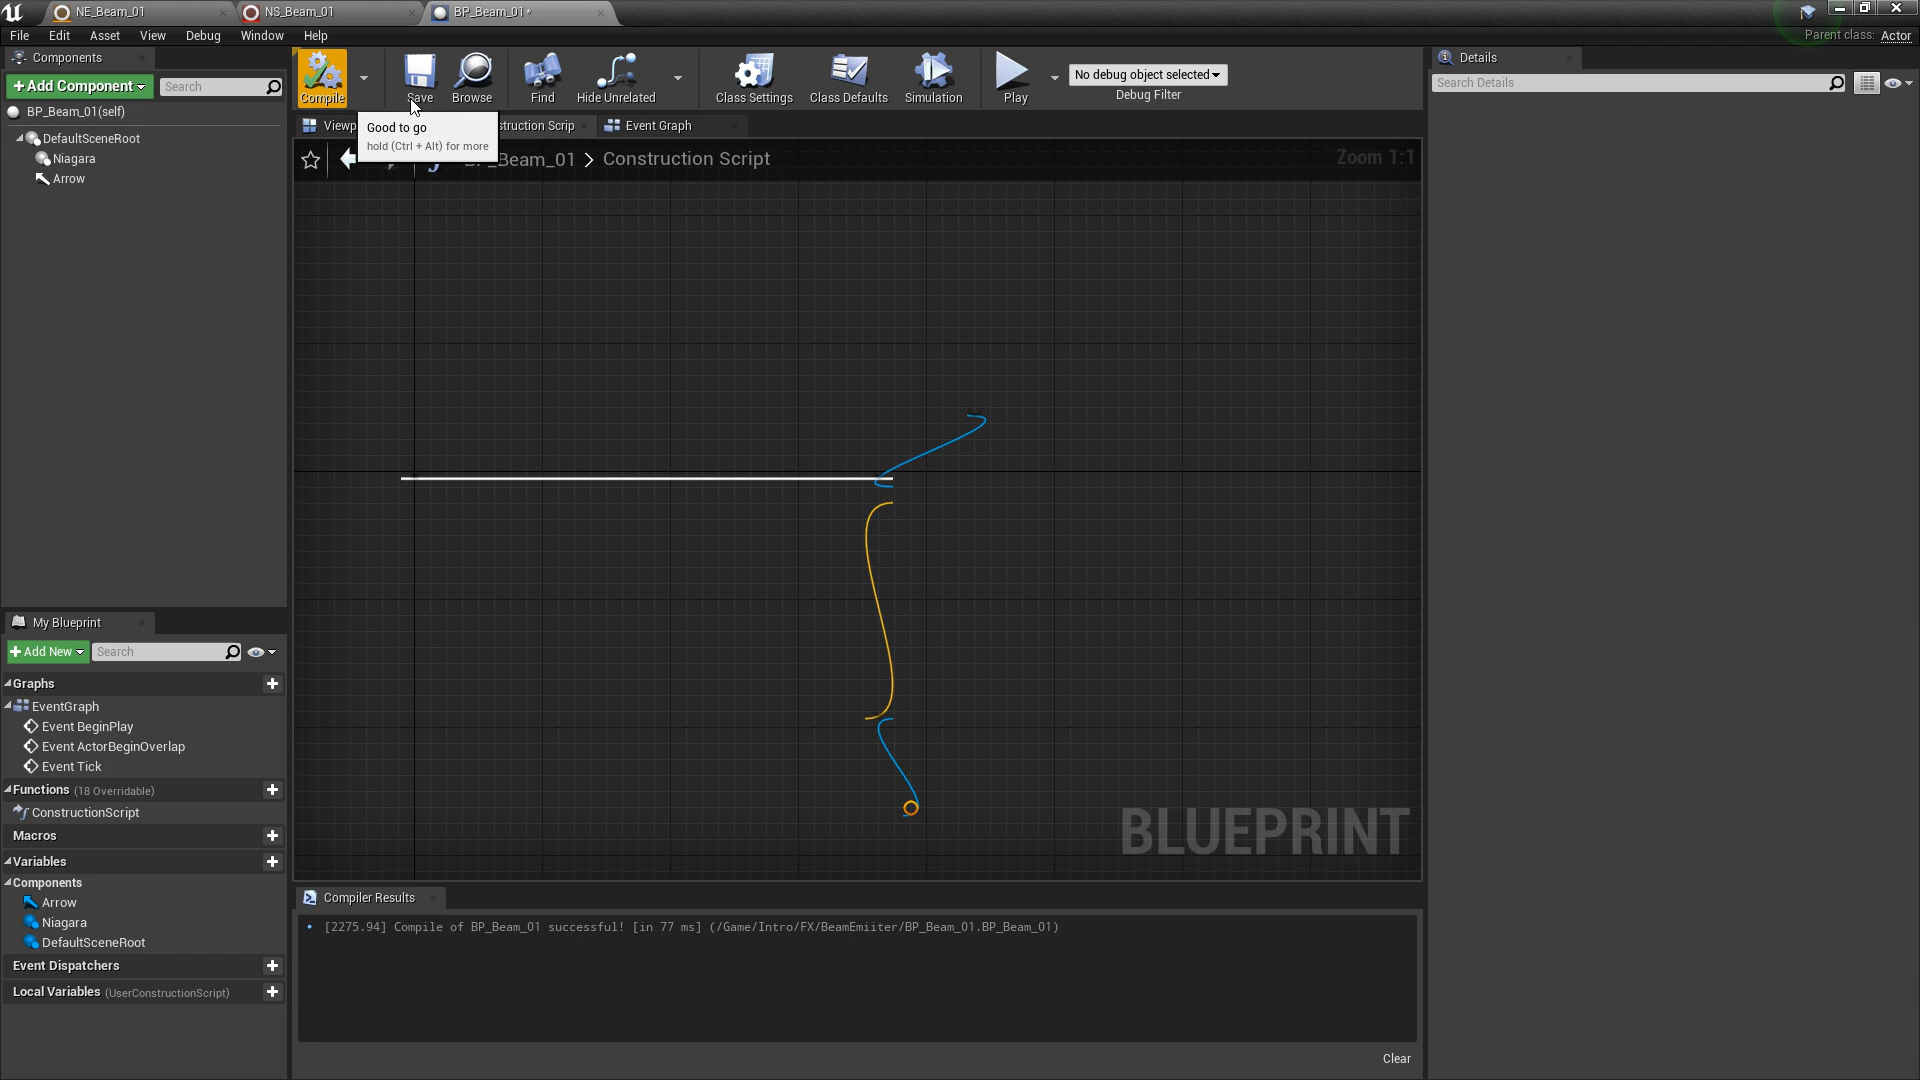 NE_Beam_01
NS_Beam_01
BP_Beam_01*
File Edit Asset View Debug Window Help
Parent class: Actor
Components
+Add Component
Search
BP_Beam_01(self)
DefaultSceneRoot
Niagara
Arrow
Compile
Save
Browse
Find
Hide Unrelated
Class Settings
Class Defaults
Simulation
Play
No debug object selected
Debug Filter
Viewp
struction Scrip
Event Graph
Good to go
hold (Ctrl + Alt) for more
Beam_01 > Construction Script
Zoom 1:1
BLUEPRINT
Details
Search Details
My Blueprint
+Add New
Search
Graphs
EventGraph
Event BeginPlay
Event ActorBeginOverlap
Event Tick
Functions (18 Overridable)
ConstructionScript
Macros
Variables
Components
Arrow
Niagara
DefaultSceneRoot
Event Dispatchers
Local Variables (UserConstructionScript)
Compiler Results
[2275.94] Compile of BP_Beam_01 successful! [in 77 ms] (/Game/Intro/FX/BeamEmiiter/BP_Beam_01.BP_Beam_01)
Clear